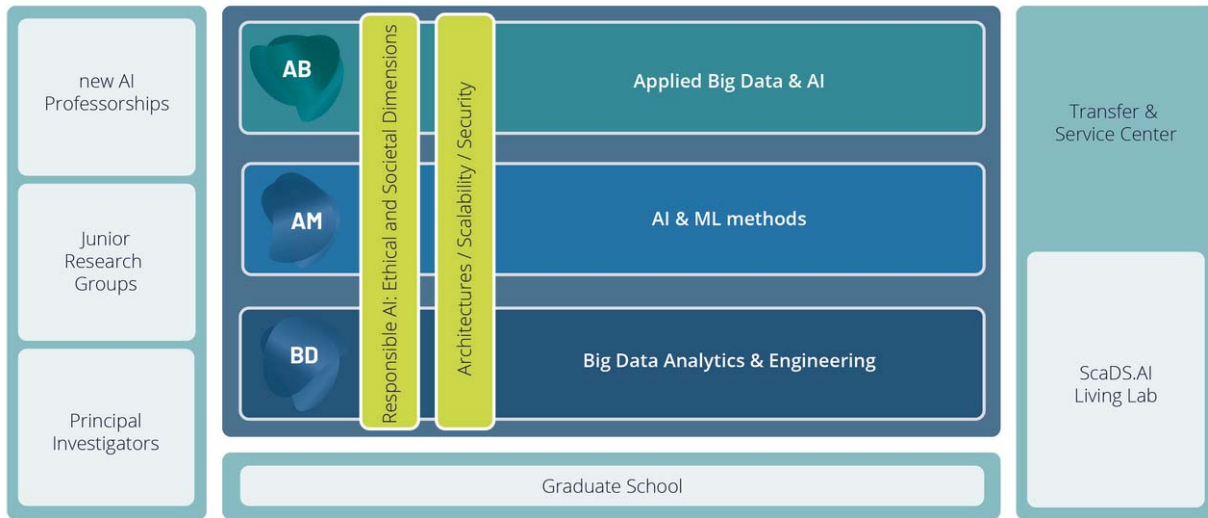 new AI
Professorships
Junior
Research
Groups
Principal
Investigators
AB
Applied Big Data & AI
AM
AI & ML methods
BD
Big Data Analytics & Engineering
Responsible AI: Ethical and Societal Dimensions
Architectures / Scalability / Security
Graduate School
Transfer &
Service Center
ScaDS.AI
Living Lab